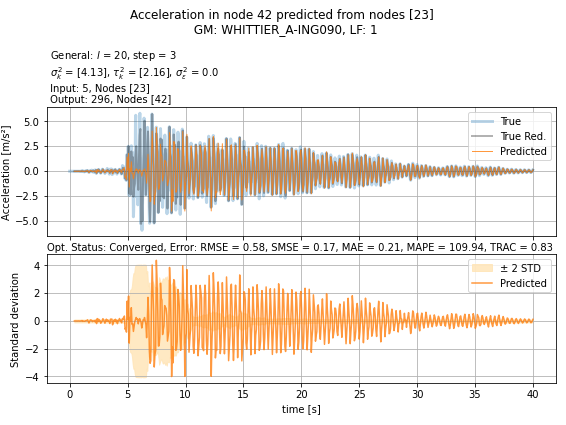 Acceleration in node 42 predicted from nodes [23]
GM: WHITTIER_A-ING090, LF: 1
General: l = 20, step = 3
σ²ₖ = [4.13], τ²ₖ = [2.16], σ²ε = 0.0
Input: 5, Nodes [23]
Output: 296, Nodes [42]
Acceleration [m/s²]
5.0
2.5
0.0
−2.5
−5.0
True
True Red.
Predicted
Opt. Status: Converged, Error: RMSE = 0.58, SMSE = 0.17, MAE = 0.21, MAPE = 109.94, TRAC = 0.83
Standard deviation
4
2
0
−2
−4
± 2 STD
Predicted
0 5 10 15 20 25 30 35 40
time [s]